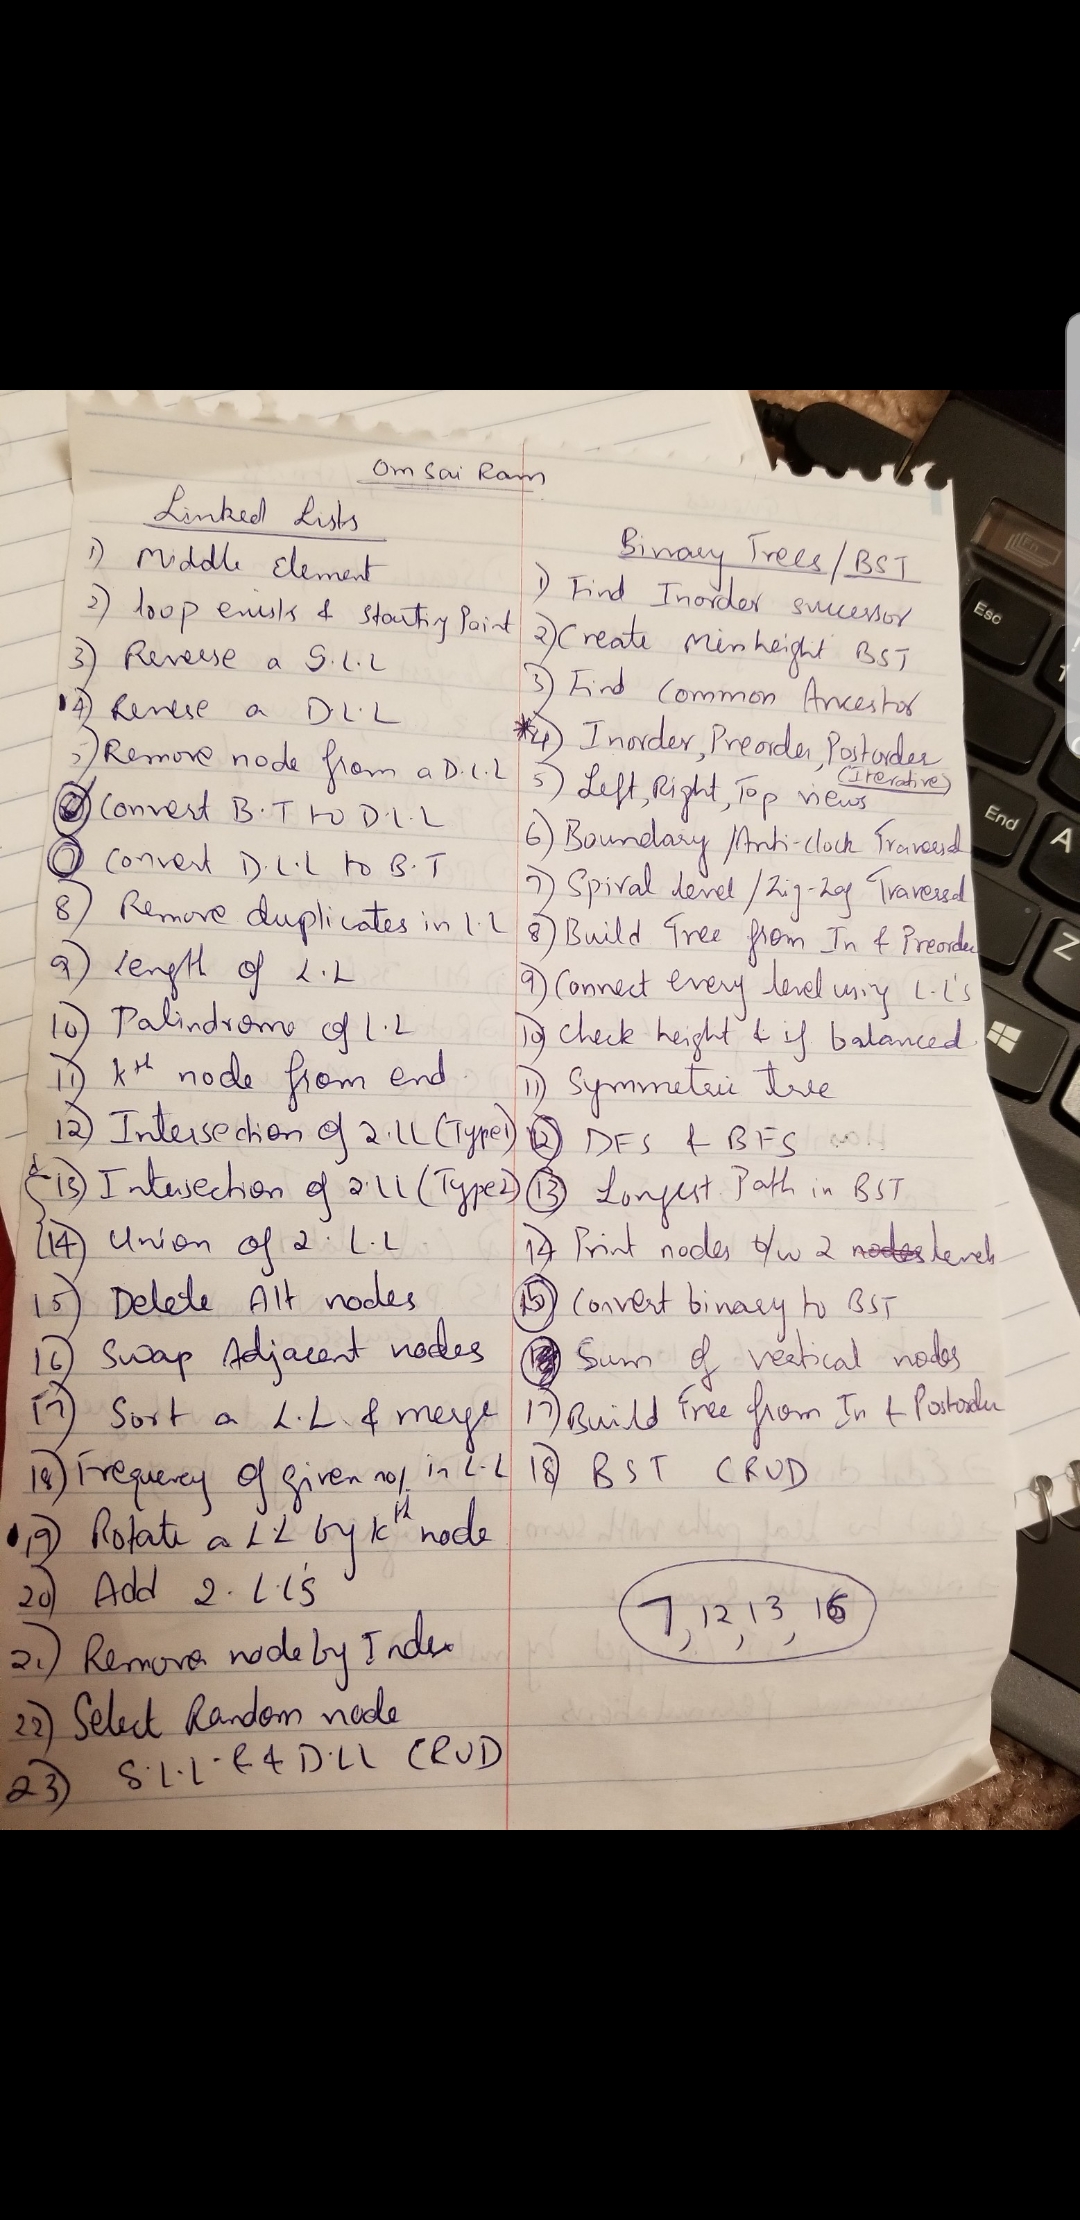 Om Sai Ram
Linked Lists
1) Middle Element
2) loop exists & Starting Point
3) Reverse a S.L.L
4) Reverse a D.L.L
5) Remove node from a D.L.L
Convert B.T to D.L.L
Convert D.L.L to B.T
8) Remove duplicates in L.L
9) Length of L.L
10) Palindrome of L.L
11) kth node from end
12) Intersection of 2.LL (Type1)
13) Intersection of 2.LL (Type2)
14) Union of 2. L.L
15) Delete Alt nodes
16) Swap Adjacent nodes
17) Sort a L.L & merge
18) Frequency of given no/. in L.L
19) Rotate a L.L by kth node
20) Add 2. L.L's
21) Remove node by Index
22) Select Random node
23) S.L.L & D.LL CRUD
Binary Trees/BST
1) Find Inorder successor
2) Create Min height BST
3) Find Common Ancestor
*4) Inorder, Preorder, Postorder
(Iterative)
5) Left, Right, Top views
6) Boundary/Anti-clock Traversal
7) Spiral level/Zig-Zag Traversal
8) Build Tree from In & Preorder
9) Connect every level using L.L's
10) Check height & if balanced
11) Symmetric tree
12) DFS & BFS
13) Longest Path in BST
14) Print nodes b/w 2 nodes levels
15) Convert binary to BST
Sum of vertical nodes
17) Build Tree from In & Postorder
18) BST CRUD
7, 12, 13, 16
Esc
End
Fn
A
Z